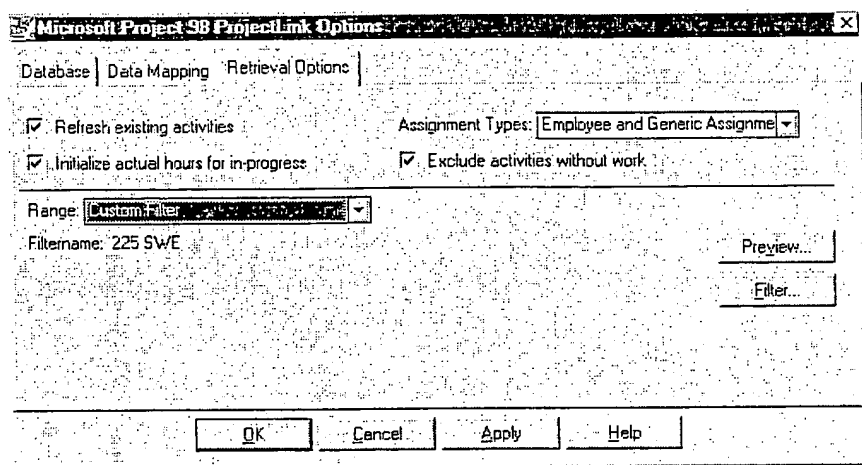 Microsoft Project 98 ProjectLink Options
Database Data Mapping Retrieval Options
Refresh existing activities
Assignment Types: Employee and Generic Assignme
Initialize actual hours for in-progress
Exclude activities without work
Range: Custom Filter
Filtername: 225 SWE
Preview...
Filter...
OK Cancel Apply Help